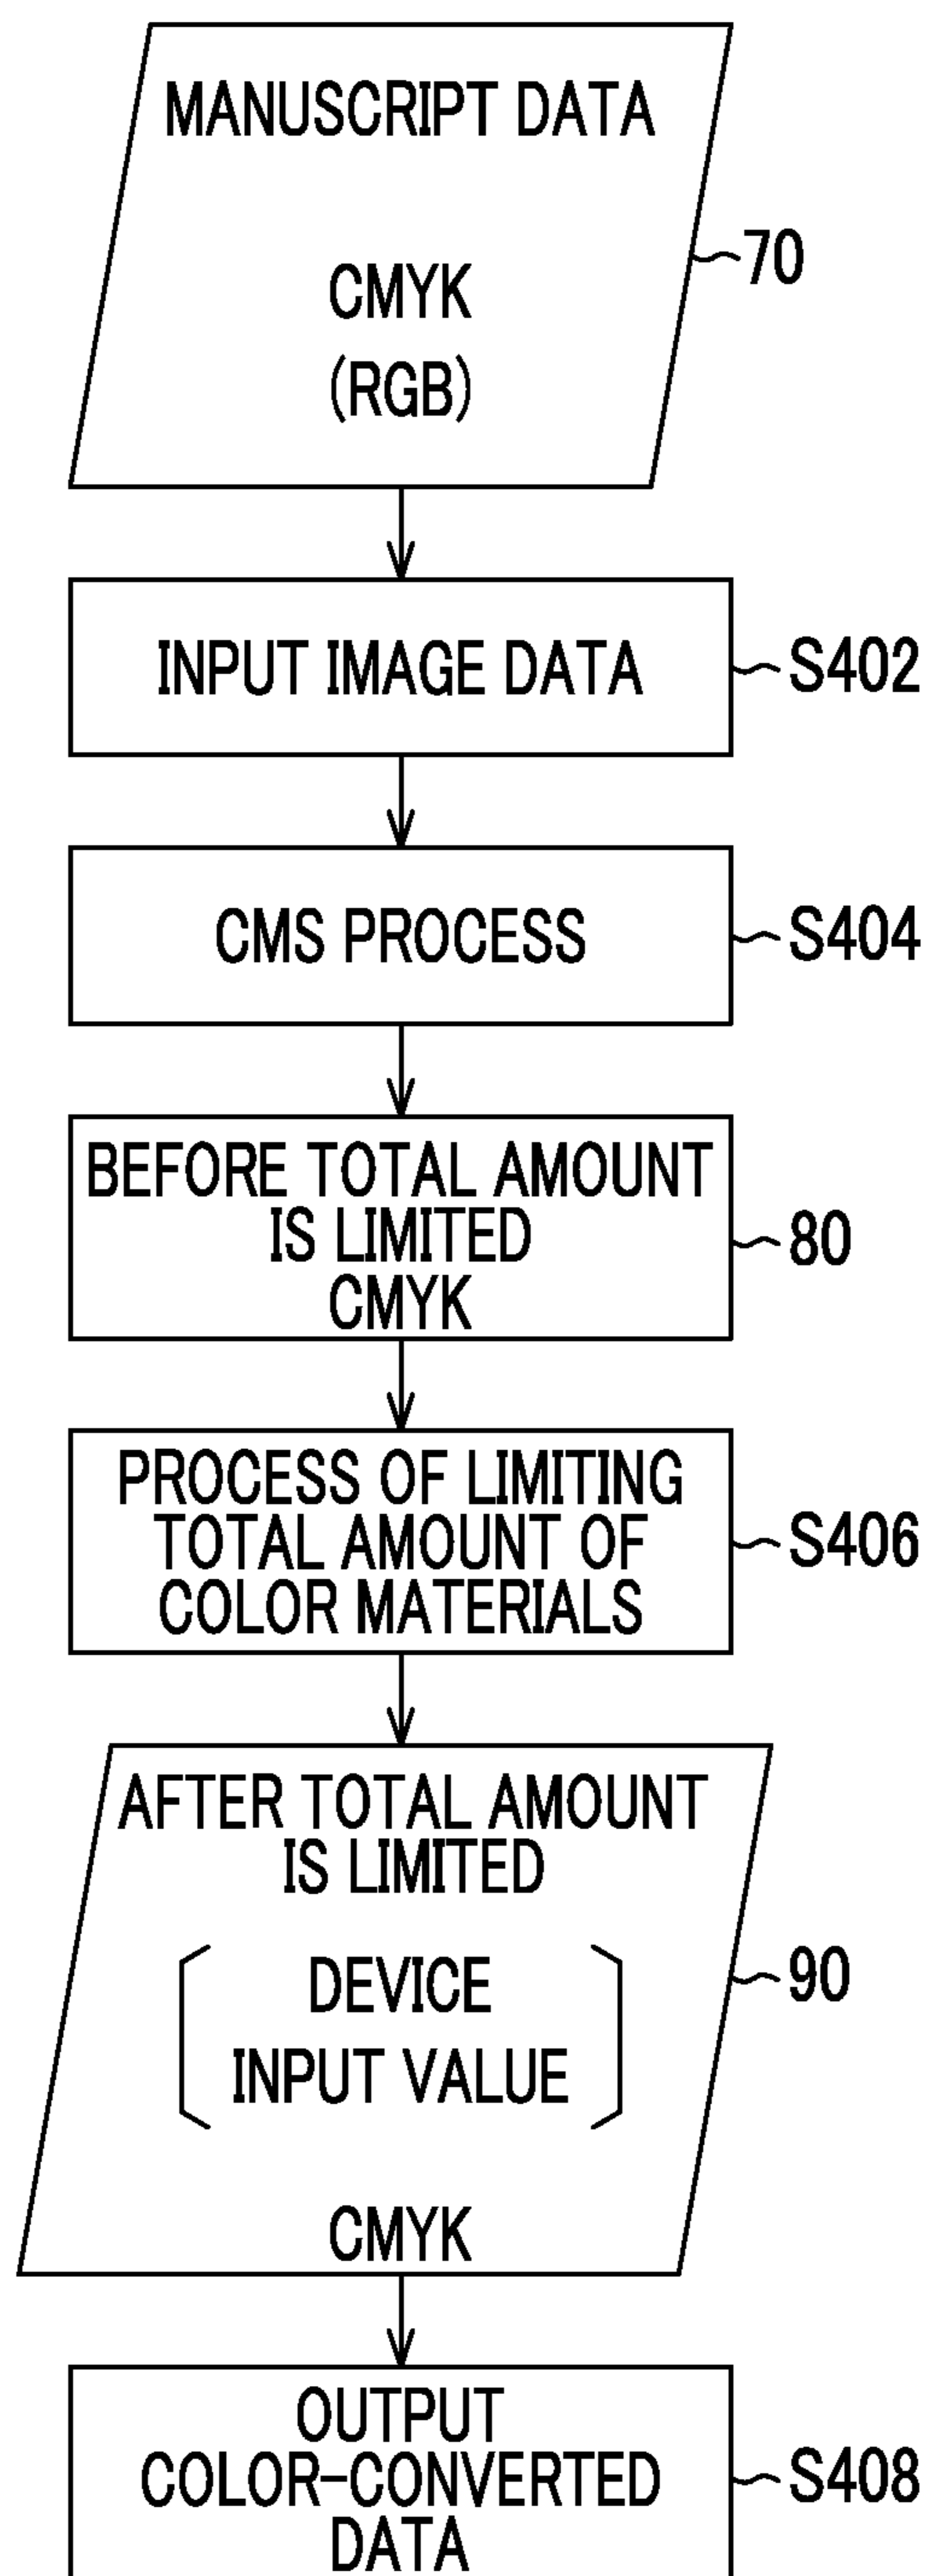 MANUSCRIPT DATA
CMYK
(RGB)
70
INPUT IMAGE DATA
S402
CMS PROCESS
S404
BEFORE TOTAL AMOUNT
IS LIMITED
CMYK
80
PROCESS OF LIMITING
TOTAL AMOUNT OF
COLOR MATERIALS
S406
AFTER TOTAL AMOUNT
IS LIMITED
DEVICE
INPUT VALUE
CMYK
90
OUTPUT
COLOR-CONVERTED
DATA
S408